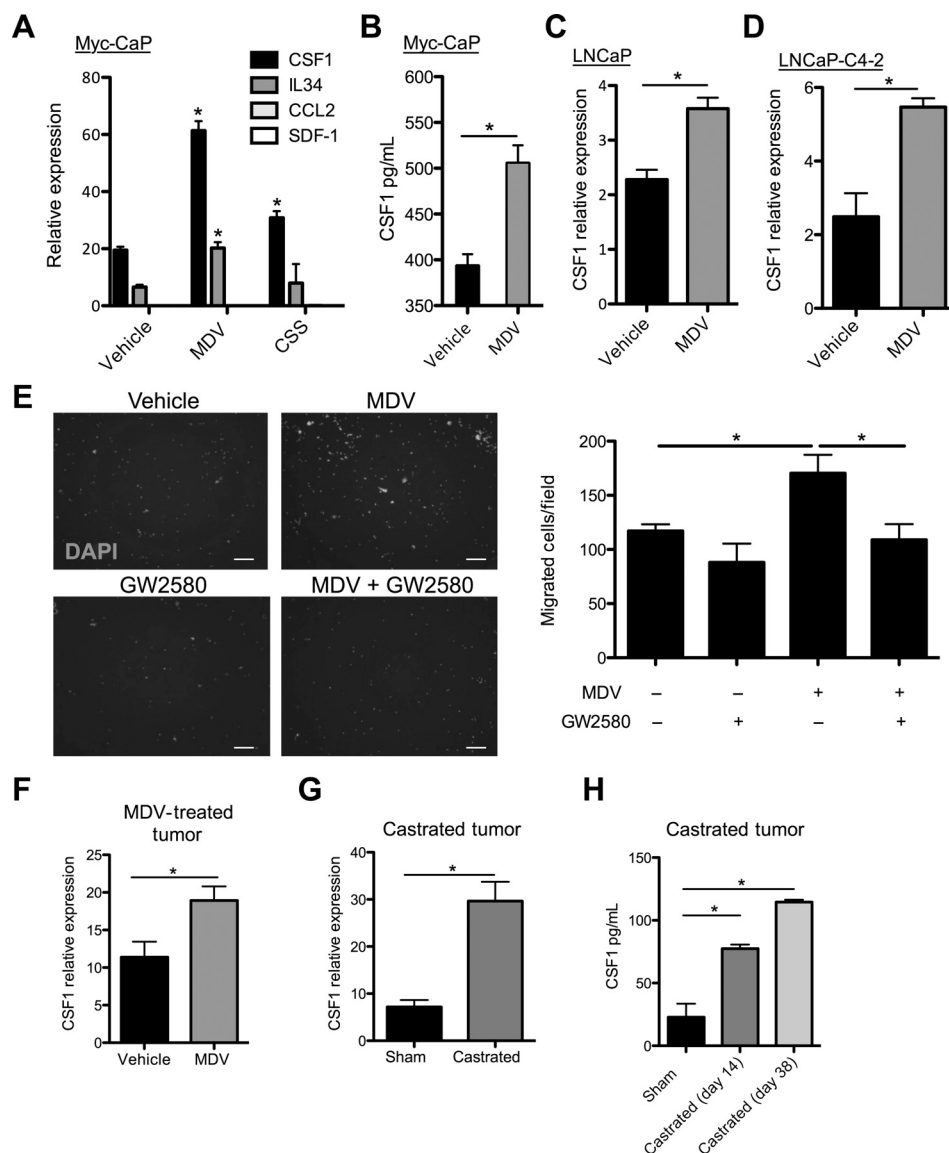 A
Myc-CaP
CSF1
IL34
CCL2
SDF-1
Relative expression
80
60
40
20
0
*
*
*
Vehicle
MDV
CSS
B
Myc-CaP
CSF1 pg/mL
550
500
450
400
350
*
Vehicle
MDV
C
LNCaP
CSF1 relative expression
4
3
2
1
0
*
Vehicle
MDV
D
LNCaP-C4-2
CSF1 relative expression
6
4
2
0
*
Vehicle
MDV
E
Vehicle
MDV
DAPI
GW2580
MDV + GW2580
Migrated cells/field
200
150
100
50
0
*
*
MDV – – + +
GW2580 – + – +
F
MDV-treated
tumor
CSF1 relative expression
25
20
15
10
5
0
*
Vehicle
MDV
G
Castrated tumor
CSF1 relative expression
40
30
20
10
0
*
Sham
Castrated
H
Castrated tumor
CSF1 pg/mL
150
100
50
0
*
*
Sham
Castrated (day 14)
Castrated (day 38)